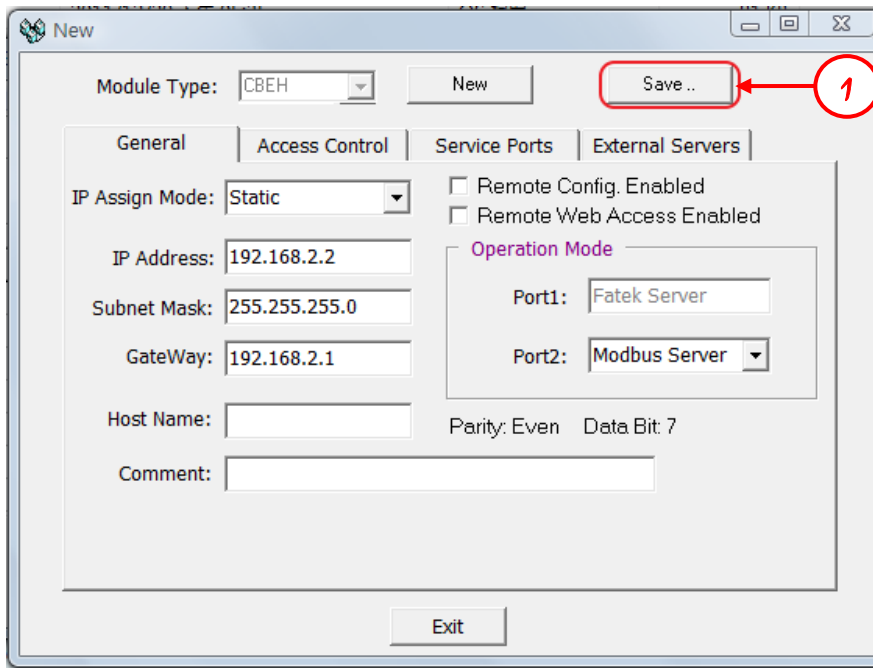 New
Module Type: CBEH New Save ..
1
General Access Control Service Ports External Servers
IP Assign Mode: Static
Remote Config. Enabled
Remote Web Access Enabled
IP Address: 192.168.2.2
Operation Mode
Subnet Mask: 255.255.255.0
Port1: Fatek Server
GateWay: 192.168.2.1
Port2: Modbus Server
Host Name:
Parity: Even Data Bit: 7
Comment:
Exit